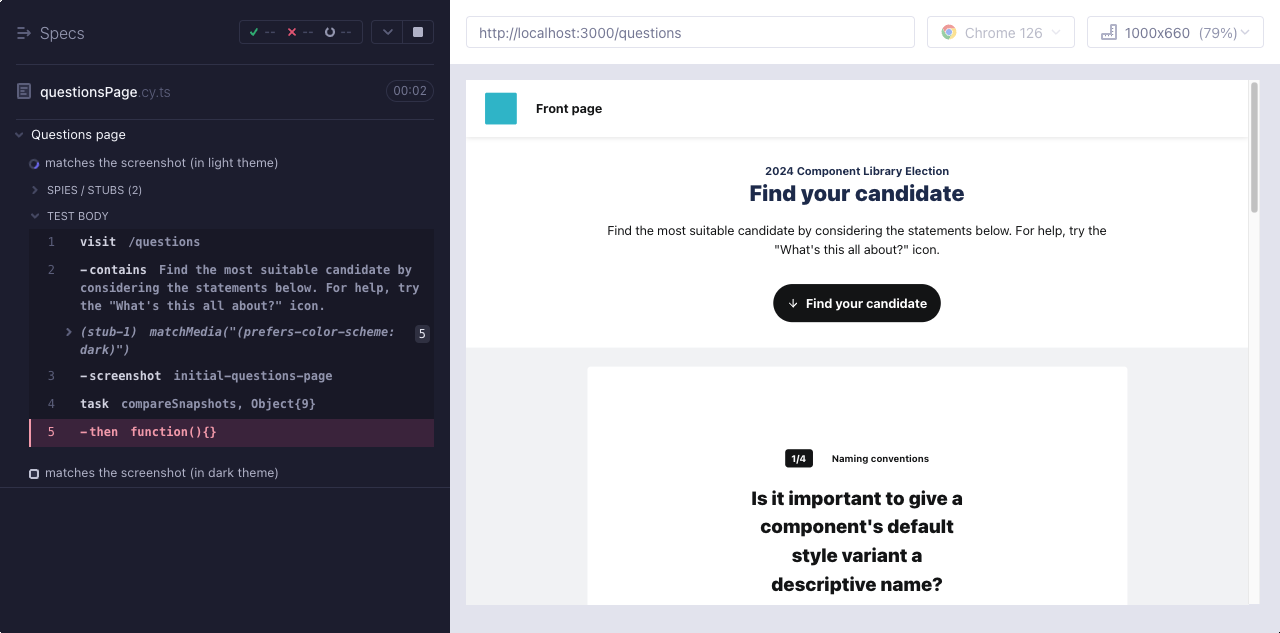 Specs
-- -- --
questionsPage.cy.ts
00:02
Questions page
matches the screenshot (in light theme)
SPIES / STUBS (2)
TEST BODY
1 visit /questions
2 -contains Find the most suitable candidate by
considering the statements below. For help, try
the "What's this all about?" icon.
(stub-1) matchMedia("(prefers-color-scheme:
dark)")
5
3 -screenshot initial-questions-page
4 task compareSnapshots, Object{9}
5 -then function(){}
matches the screenshot (in dark theme)
http://localhost:3000/questions
Chrome 126
1000x660 (79%)
Front page
2024 Component Library Election
Find your candidate
Find the most suitable candidate by considering the statements below. For help, try the
"What's this all about?" icon.
↓ Find your candidate
1/4 Naming conventions
Is it important to give a
component's default
style variant a
descriptive name?